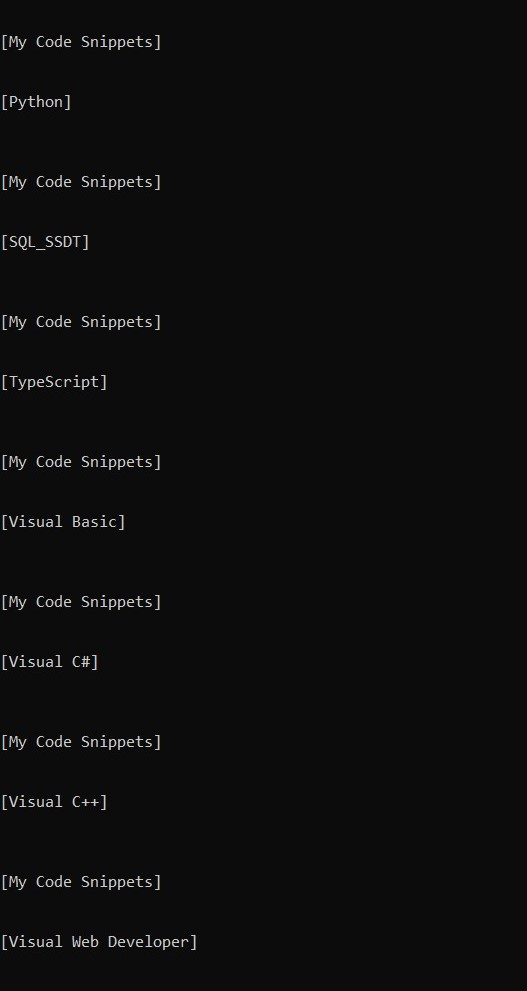 [My Code Snippets]
[Python]
[My Code Snippets]
[SQL_SSDT]
[My Code Snippets]
[TypeScript]
[My Code Snippets]
[Visual Basic]
[My Code Snippets]
[Visual C#]
[My Code Snippets]
[Visual C++]
[My Code Snippets]
[Visual Web Developer]